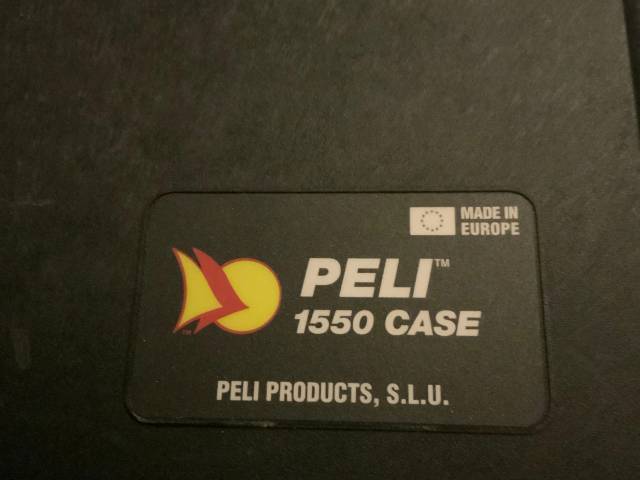 MADE IN
EUROPE
PELI™
1550 CASE
PELI PRODUCTS, S.L.U.